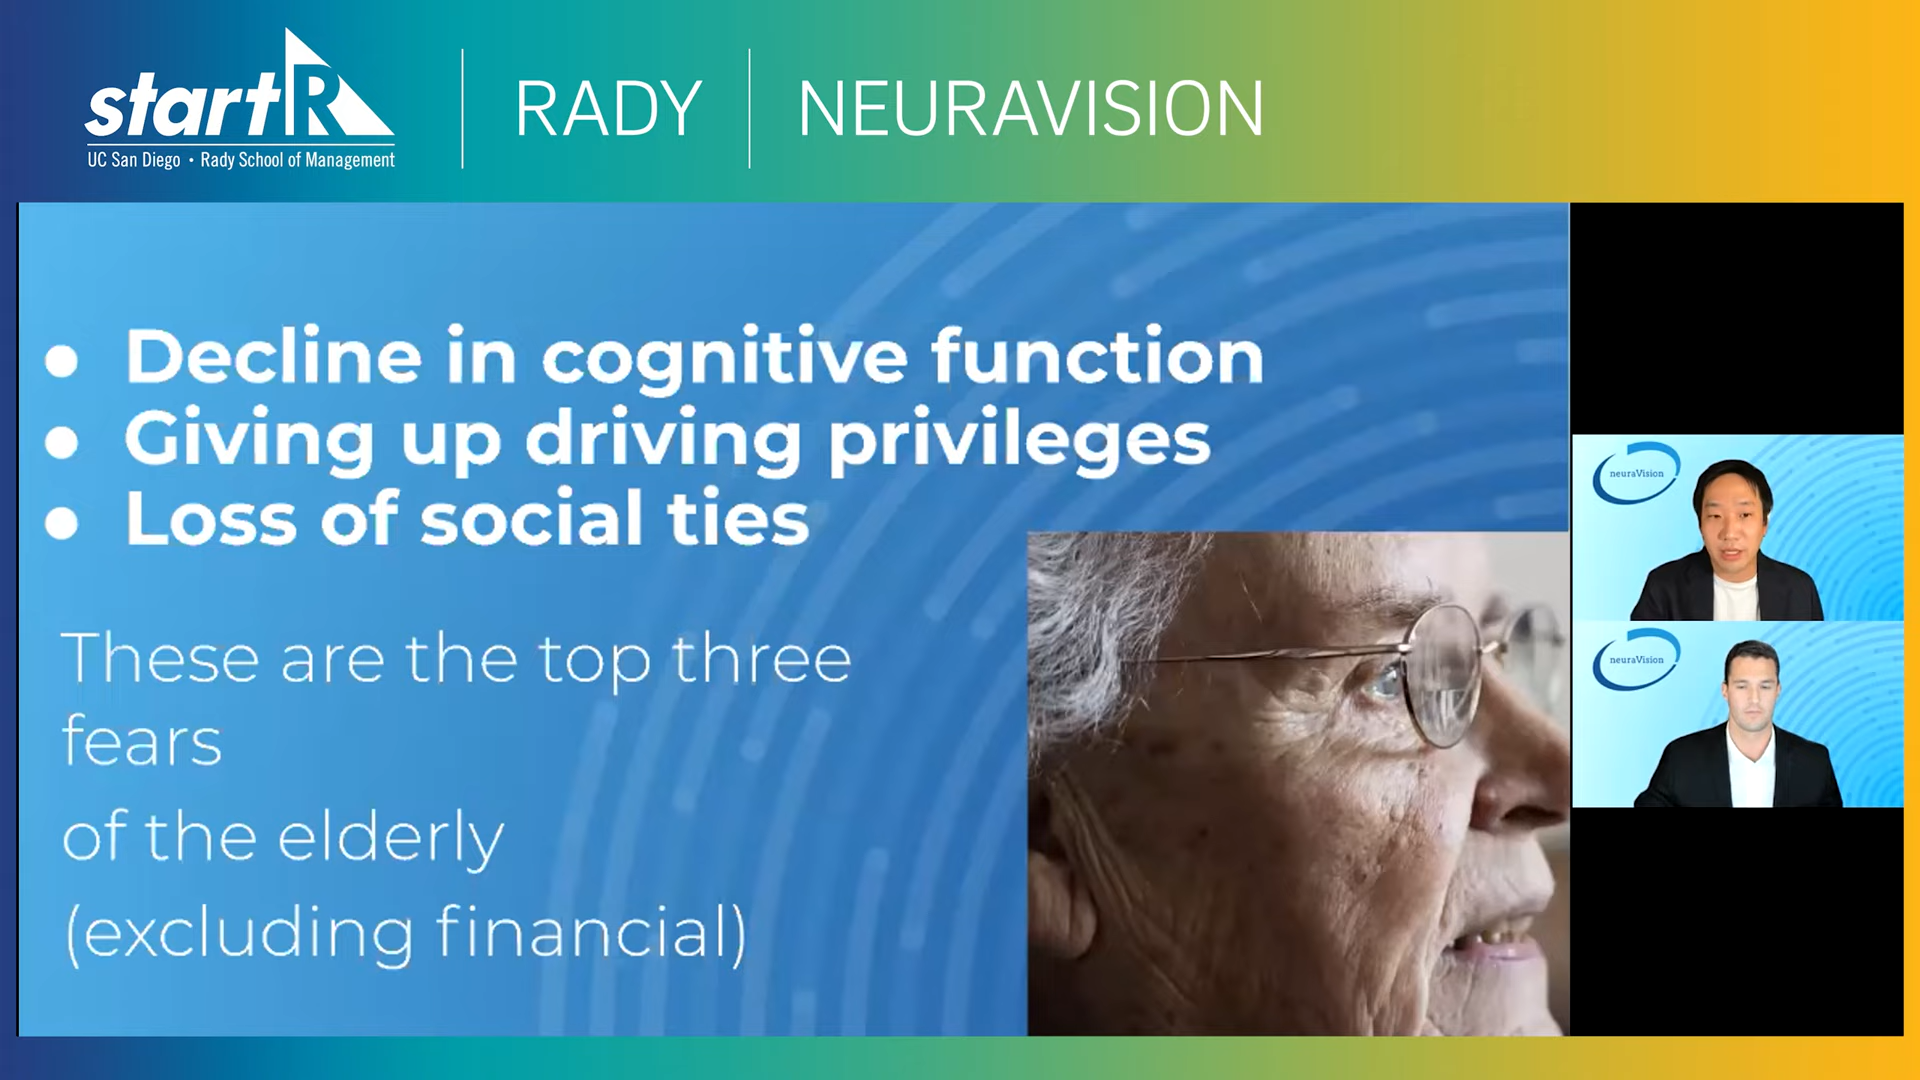 startR
UC San Diego • Rady School of Management
RADY
NEURAVISION
● Decline in cognitive function
● Giving up driving privileges
● Loss of social ties
These are the top three
fears
of the elderly
(excluding financial)
neuraVision
neuraVision